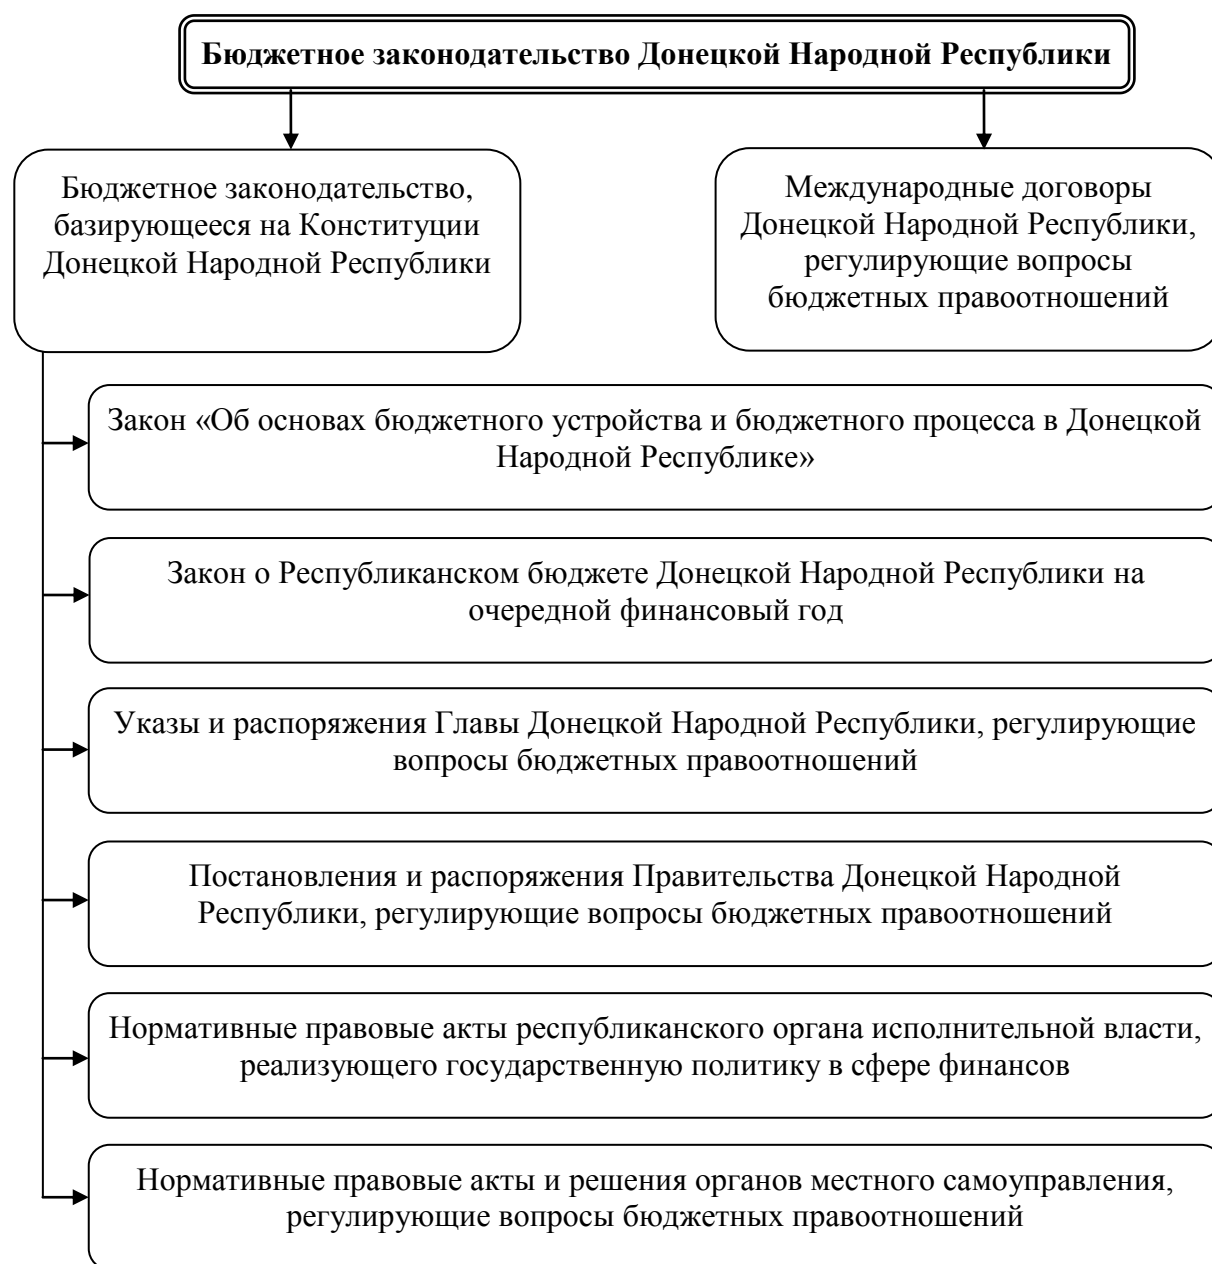 Бюджетное законодательство Донецкой Народной Республики
Бюджетное законодательство,
базирующееся на Конституции
Донецкой Народной Республики
Международные договоры
Донецкой Народной Республики,
регулирующие вопросы
бюджетных правоотношений
Закон «Об основах бюджетного устройства и бюджетного процесса в Донецкой
Народной Республике»
Закон о Республиканском бюджете Донецкой Народной Республики на
очередной финансовый год
Указы и распоряжения Главы Донецкой Народной Республики, регулирующие
вопросы бюджетных правоотношений
Постановления и распоряжения Правительства Донецкой Народной
Республики, регулирующие вопросы бюджетных правоотношений
Нормативные правовые акты республиканского органа исполнительной власти,
реализующего государственную политику в сфере финансов
Нормативные правовые акты и решения органов местного самоуправления,
регулирующие вопросы бюджетных правоотношений